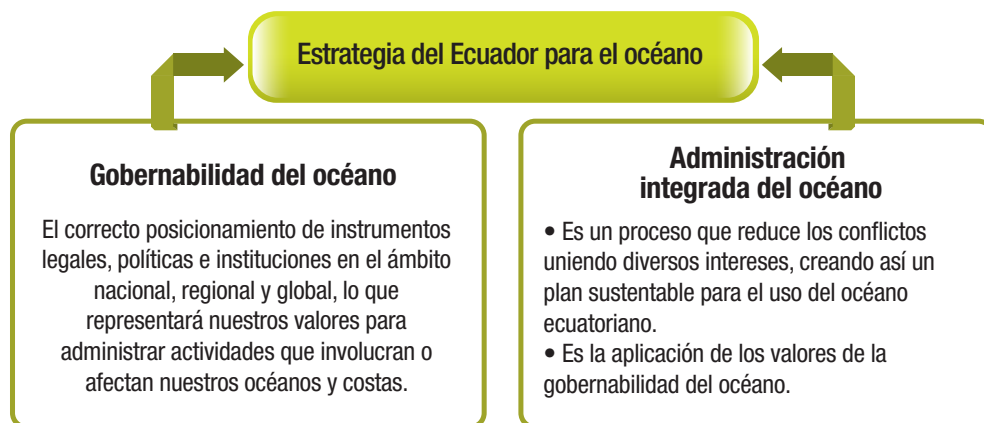 Estrategia del Ecuador para el océano
Gobernabilidad del océano
El correcto posicionamiento de instrumentos
legales, políticas e instituciones en el ámbito
nacional, regional y global, lo que
representará nuestros valores para
administrar actividades que involucran o
afectan nuestros océanos y costas.
Administración
integrada del océano
• Es un proceso que reduce los conflictos
uniendo diversos intereses, creando así un
plan sustentable para el uso del océano
ecuatoriano.
• Es la aplicación de los valores de la
gobernabilidad del océano.